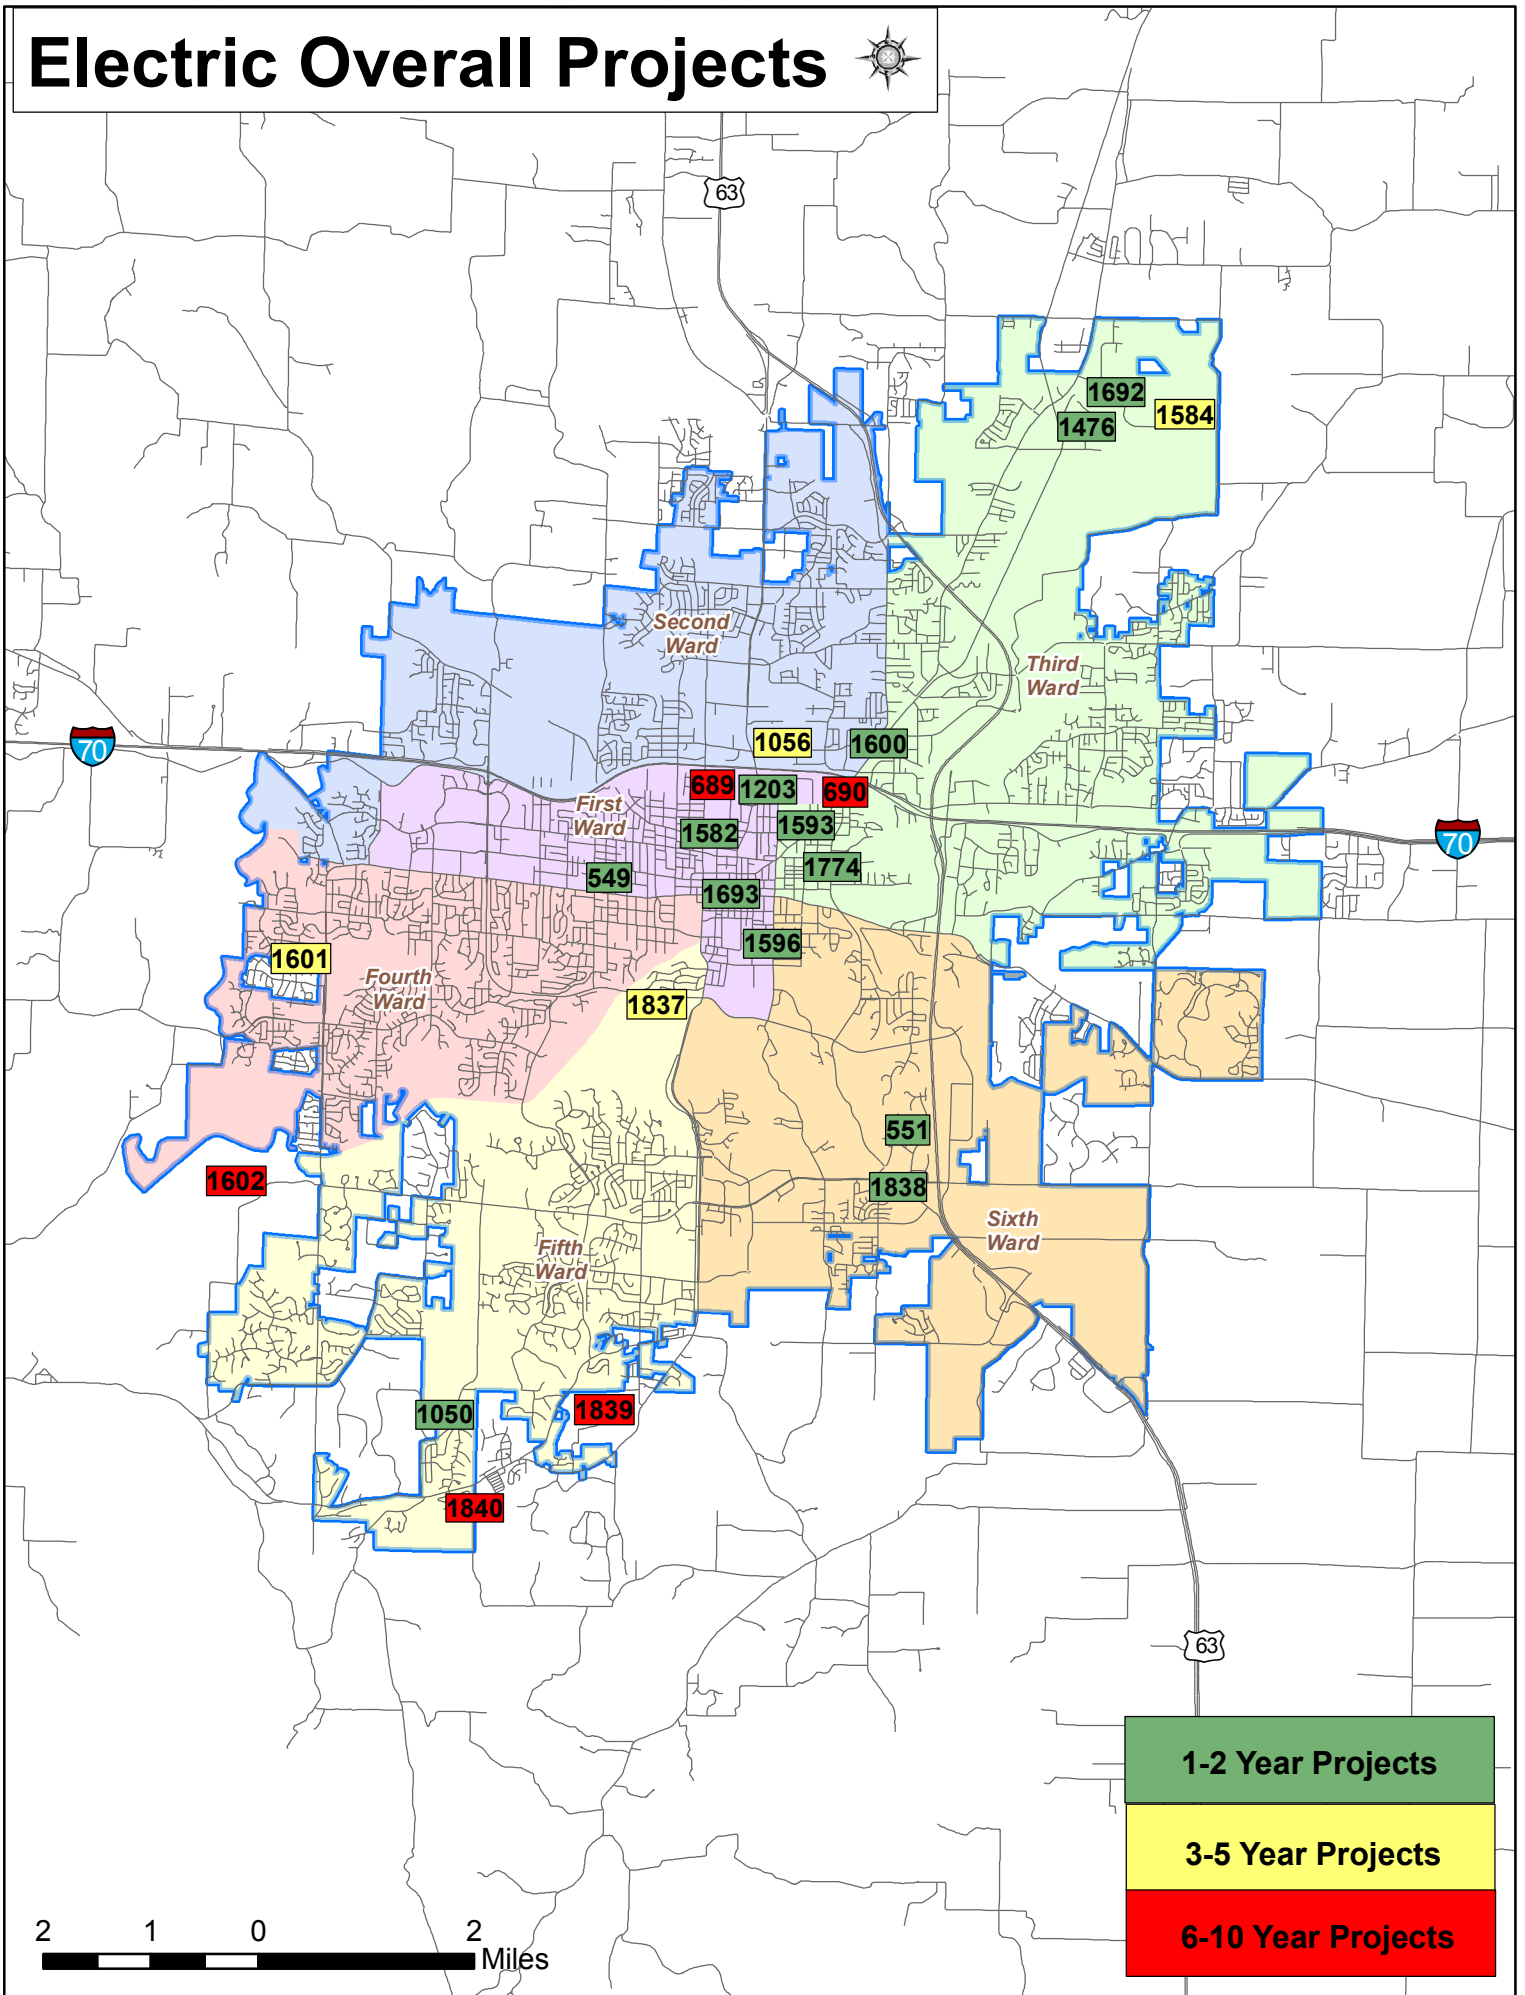 Electric Overall Projects
63
1692
1584
1476
Second
Ward
Third
Ward
70
1056
1600
689
1203
690
First
Ward
1582
1593
70
549
1774
1693
1596
1601
Fourth
Ward
1837
551
1602
1838
Sixth
Ward
Fifth
Ward
1050
1839
1840
63
1-2 Year Projects
3-5 Year Projects
6-10 Year Projects
2 1 0 2
Miles